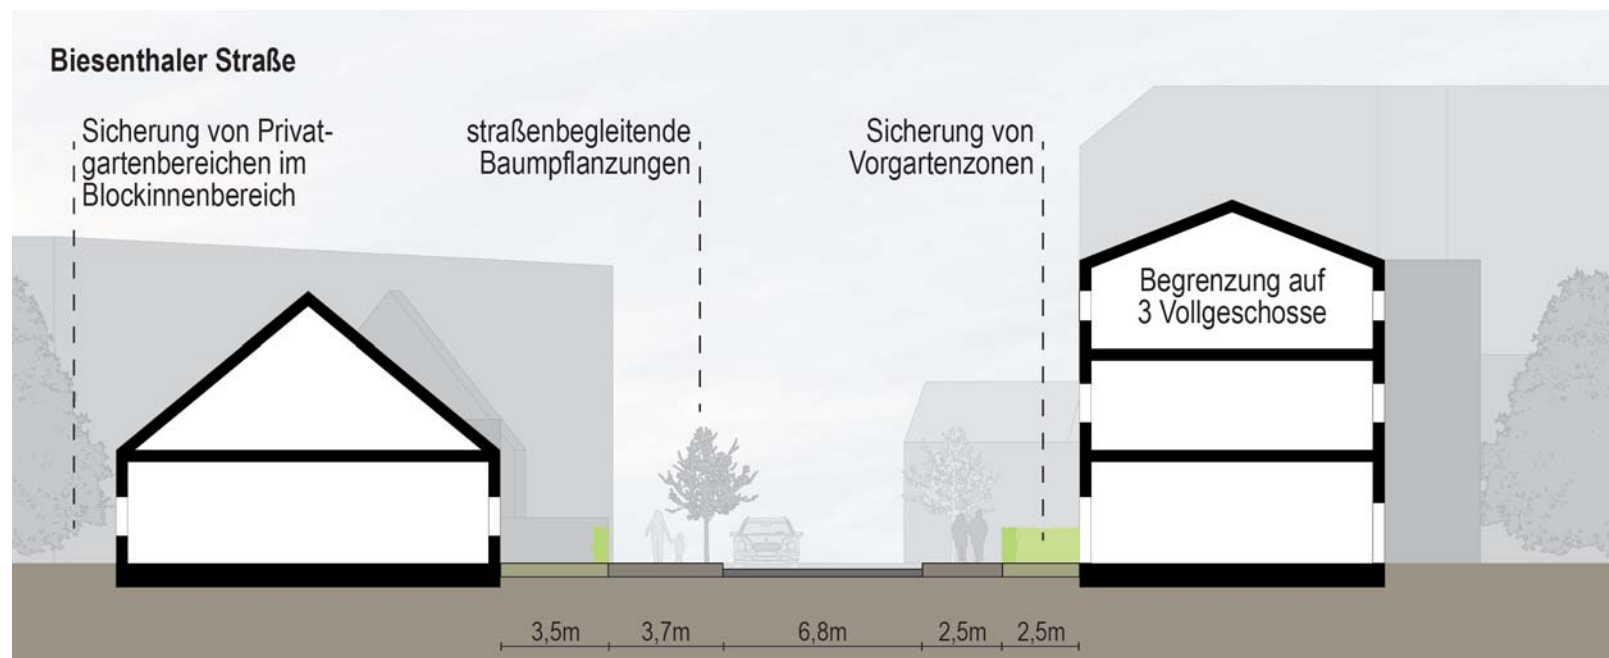 Biesenthaler Straße
Sicherung von Privat-
gartenbereichen im
Blockinnenbereich
straßenbegleitende
Baumpflanzungen
Sicherung von
Vorgartenzonen
Begrenzung auf
3 Vollgeschosse
3,5m 3,7m 6,8m 2,5m 2,5m